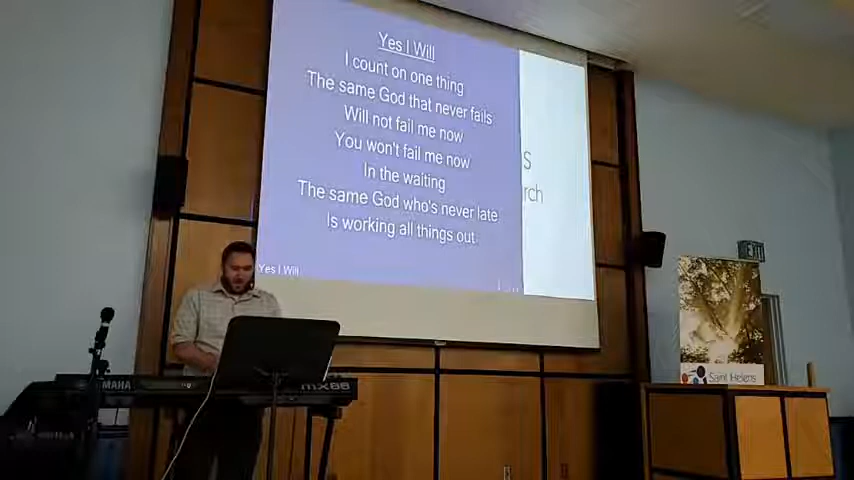 Yes I Will
I count on one thing
The same God that never fails
Will not fail me now
You won't fail me now
In the waiting
The same God who's never late
Is working all things out
Yes I Will
S
rch
EXIT
Saint Helens
YAMAHA
MX88